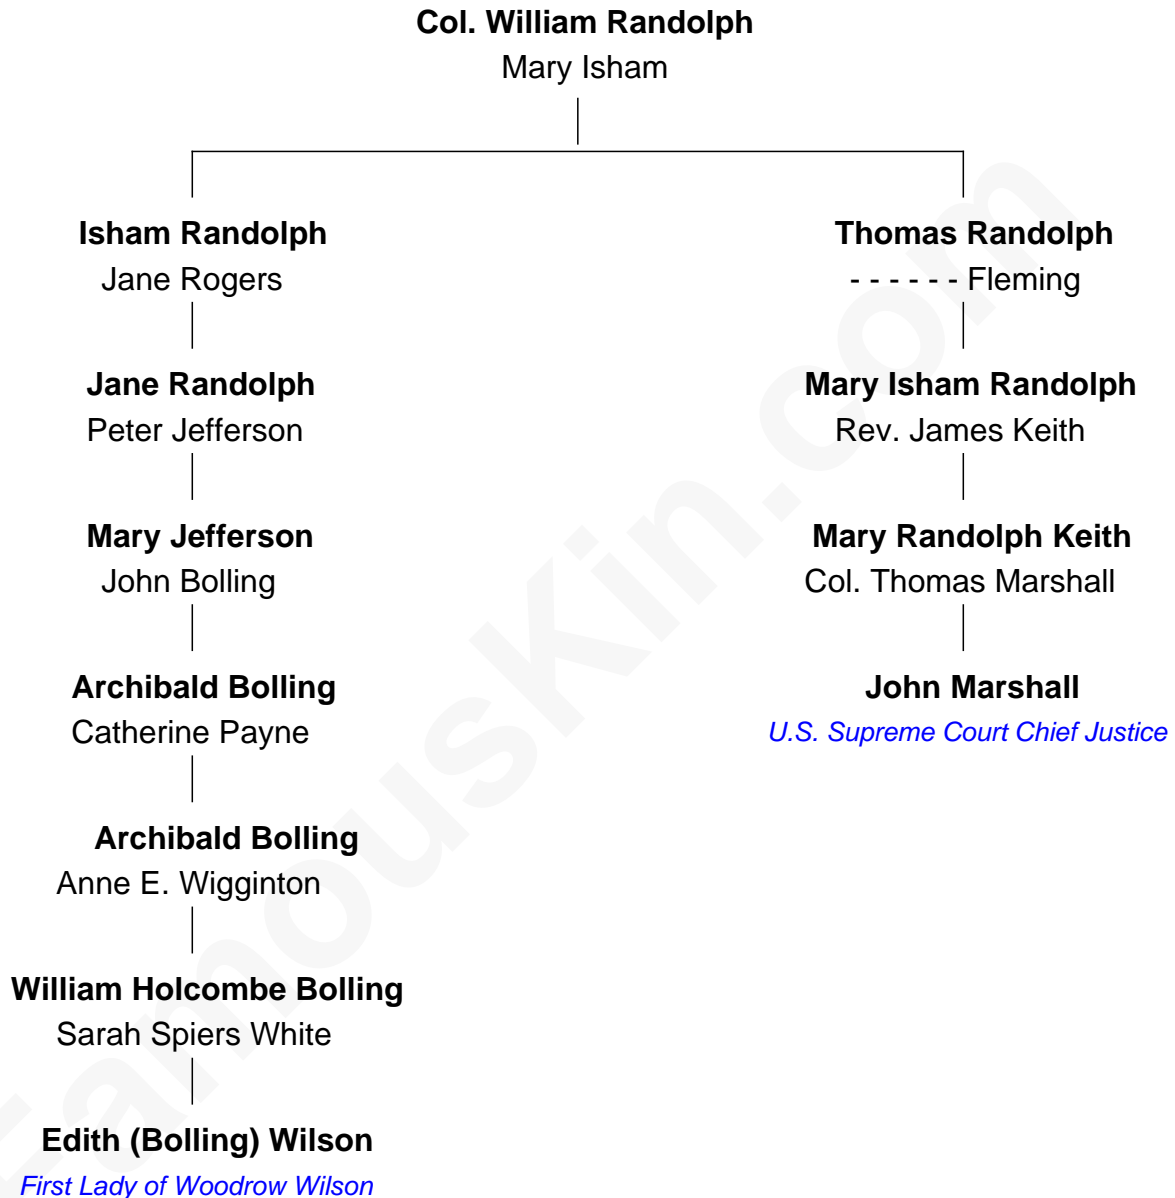 Col. William Randolph
Mary Isham
Isham Randolph
Jane Rogers
Thomas Randolph
- - - - - - Fleming
Jane Randolph
Peter Jefferson
Mary Isham Randolph
Rev. James Keith
Mary Jefferson
John Bolling
Mary Randolph Keith
Col. Thomas Marshall
Archibald Bolling
Catherine Payne
John Marshall
U.S. Supreme Court Chief Justice
Archibald Bolling
Anne E. Wigginton
William Holcombe Bolling
Sarah Spiers White
Edith (Bolling) Wilson
First Lady of Woodrow Wilson
FamousKin.com